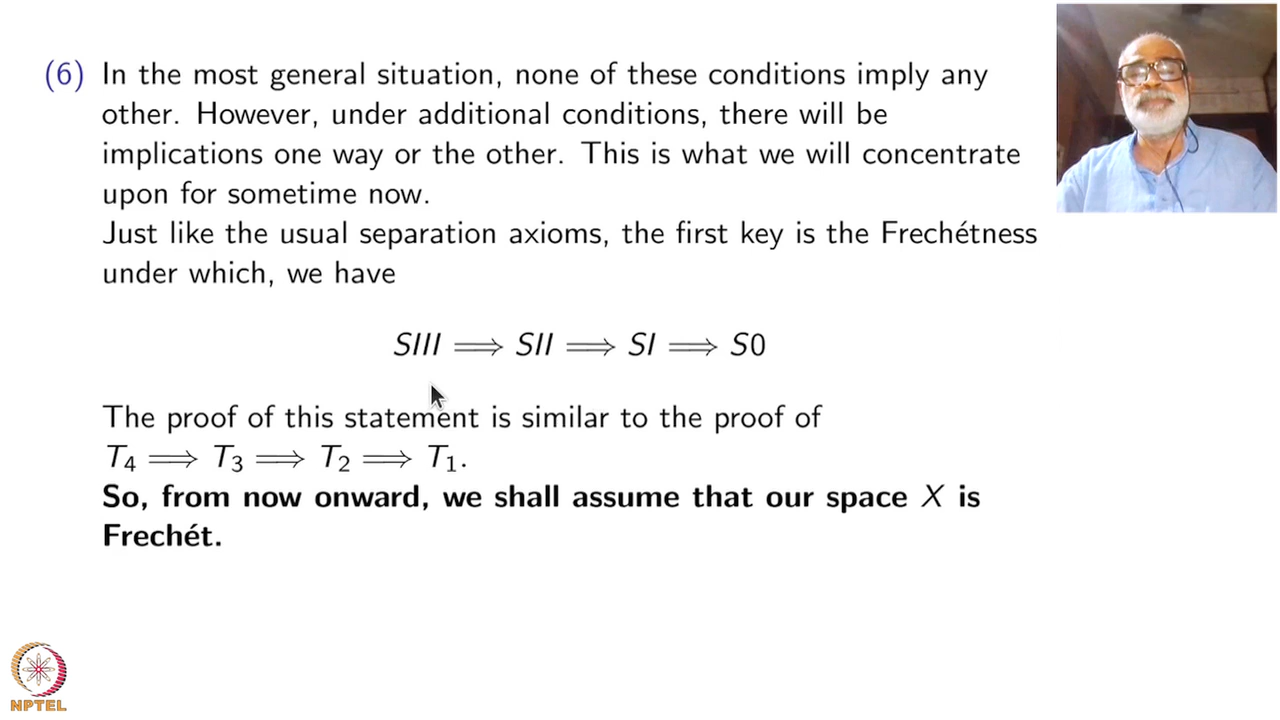 (6) In the most general situation, none of these conditions imply any
other. However, under additional conditions, there will be
implications one way or the other. This is what we will concentrate
upon for sometime now.
Just like the usual separation axioms, the first key is the Frechétness
under which, we have
SIII ⟹ SII ⟹ SI ⟹ S0
The proof of this statement is similar to the proof of
T₄ ⟹ T₃ ⟹ T₂ ⟹ T₁.
So, from now onward, we shall assume that our space X is
Frechét.
NPTEL